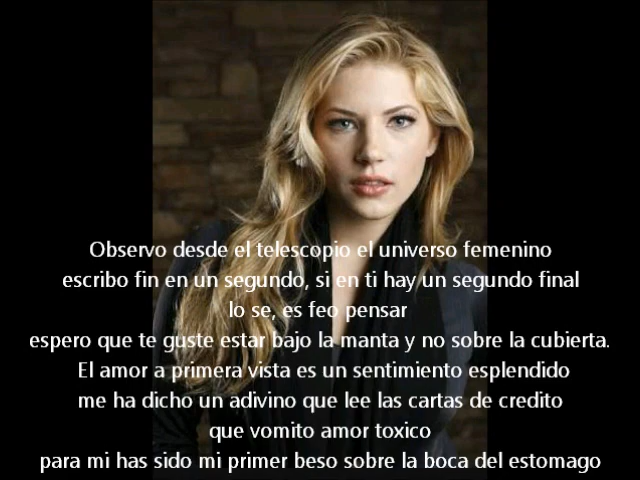 Observo desde el telescopio el universo femenino
escribo fin en un segundo, si en ti hay un segundo final
lo se, es feo pensar
espero que te guste estar bajo la manta y no sobre la cubierta.
El amor a primera vista es un sentimiento esplendido
me ha dicho un adivino que lee las cartas de credito
que vomito amor toxico
para mi has sido mi primer beso sobre la boca del estomago